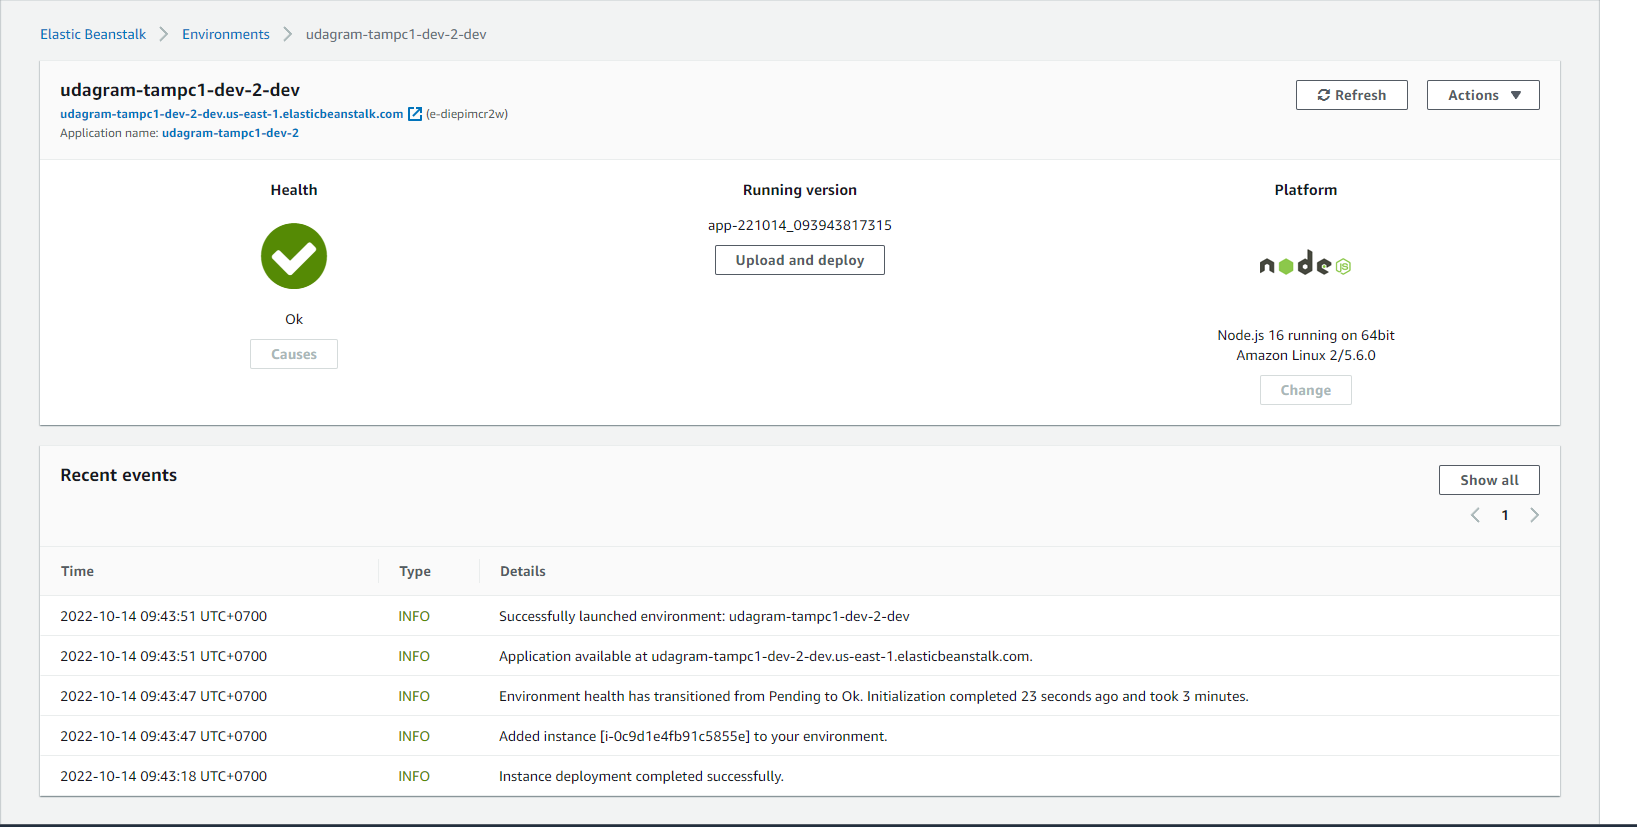 Elastic Beanstalk > Environments > udagram-tampc1-dev-2-dev
udagram-tampc1-dev-2-dev
udagram-tampc1-dev-2-dev.us-east-1.elasticbeanstalk.com (e-diepimcr2w)
Application name: udagram-tampc1-dev-2
Refresh
Actions
Health
Ok
Causes
Running version
app-221014_093943817315
Upload and deploy
Platform
node JS
Node.js 16 running on 64bit
Amazon Linux 2/5.6.0
Change
Recent events
Show all
1
Time Type Details
2022-10-14 09:43:51 UTC+0700 INFO Successfully launched environment: udagram-tampc1-dev-2-dev
2022-10-14 09:43:51 UTC+0700 INFO Application available at udagram-tampc1-dev-2-dev.us-east-1.elasticbeanstalk.com.
2022-10-14 09:43:47 UTC+0700 INFO Environment health has transitioned from Pending to Ok. Initialization completed 23 seconds ago and took 3 minutes.
2022-10-14 09:43:47 UTC+0700 INFO Added instance [i-0c9d1e4fb91c5855e] to your environment.
2022-10-14 09:43:18 UTC+0700 INFO Instance deployment completed successfully.